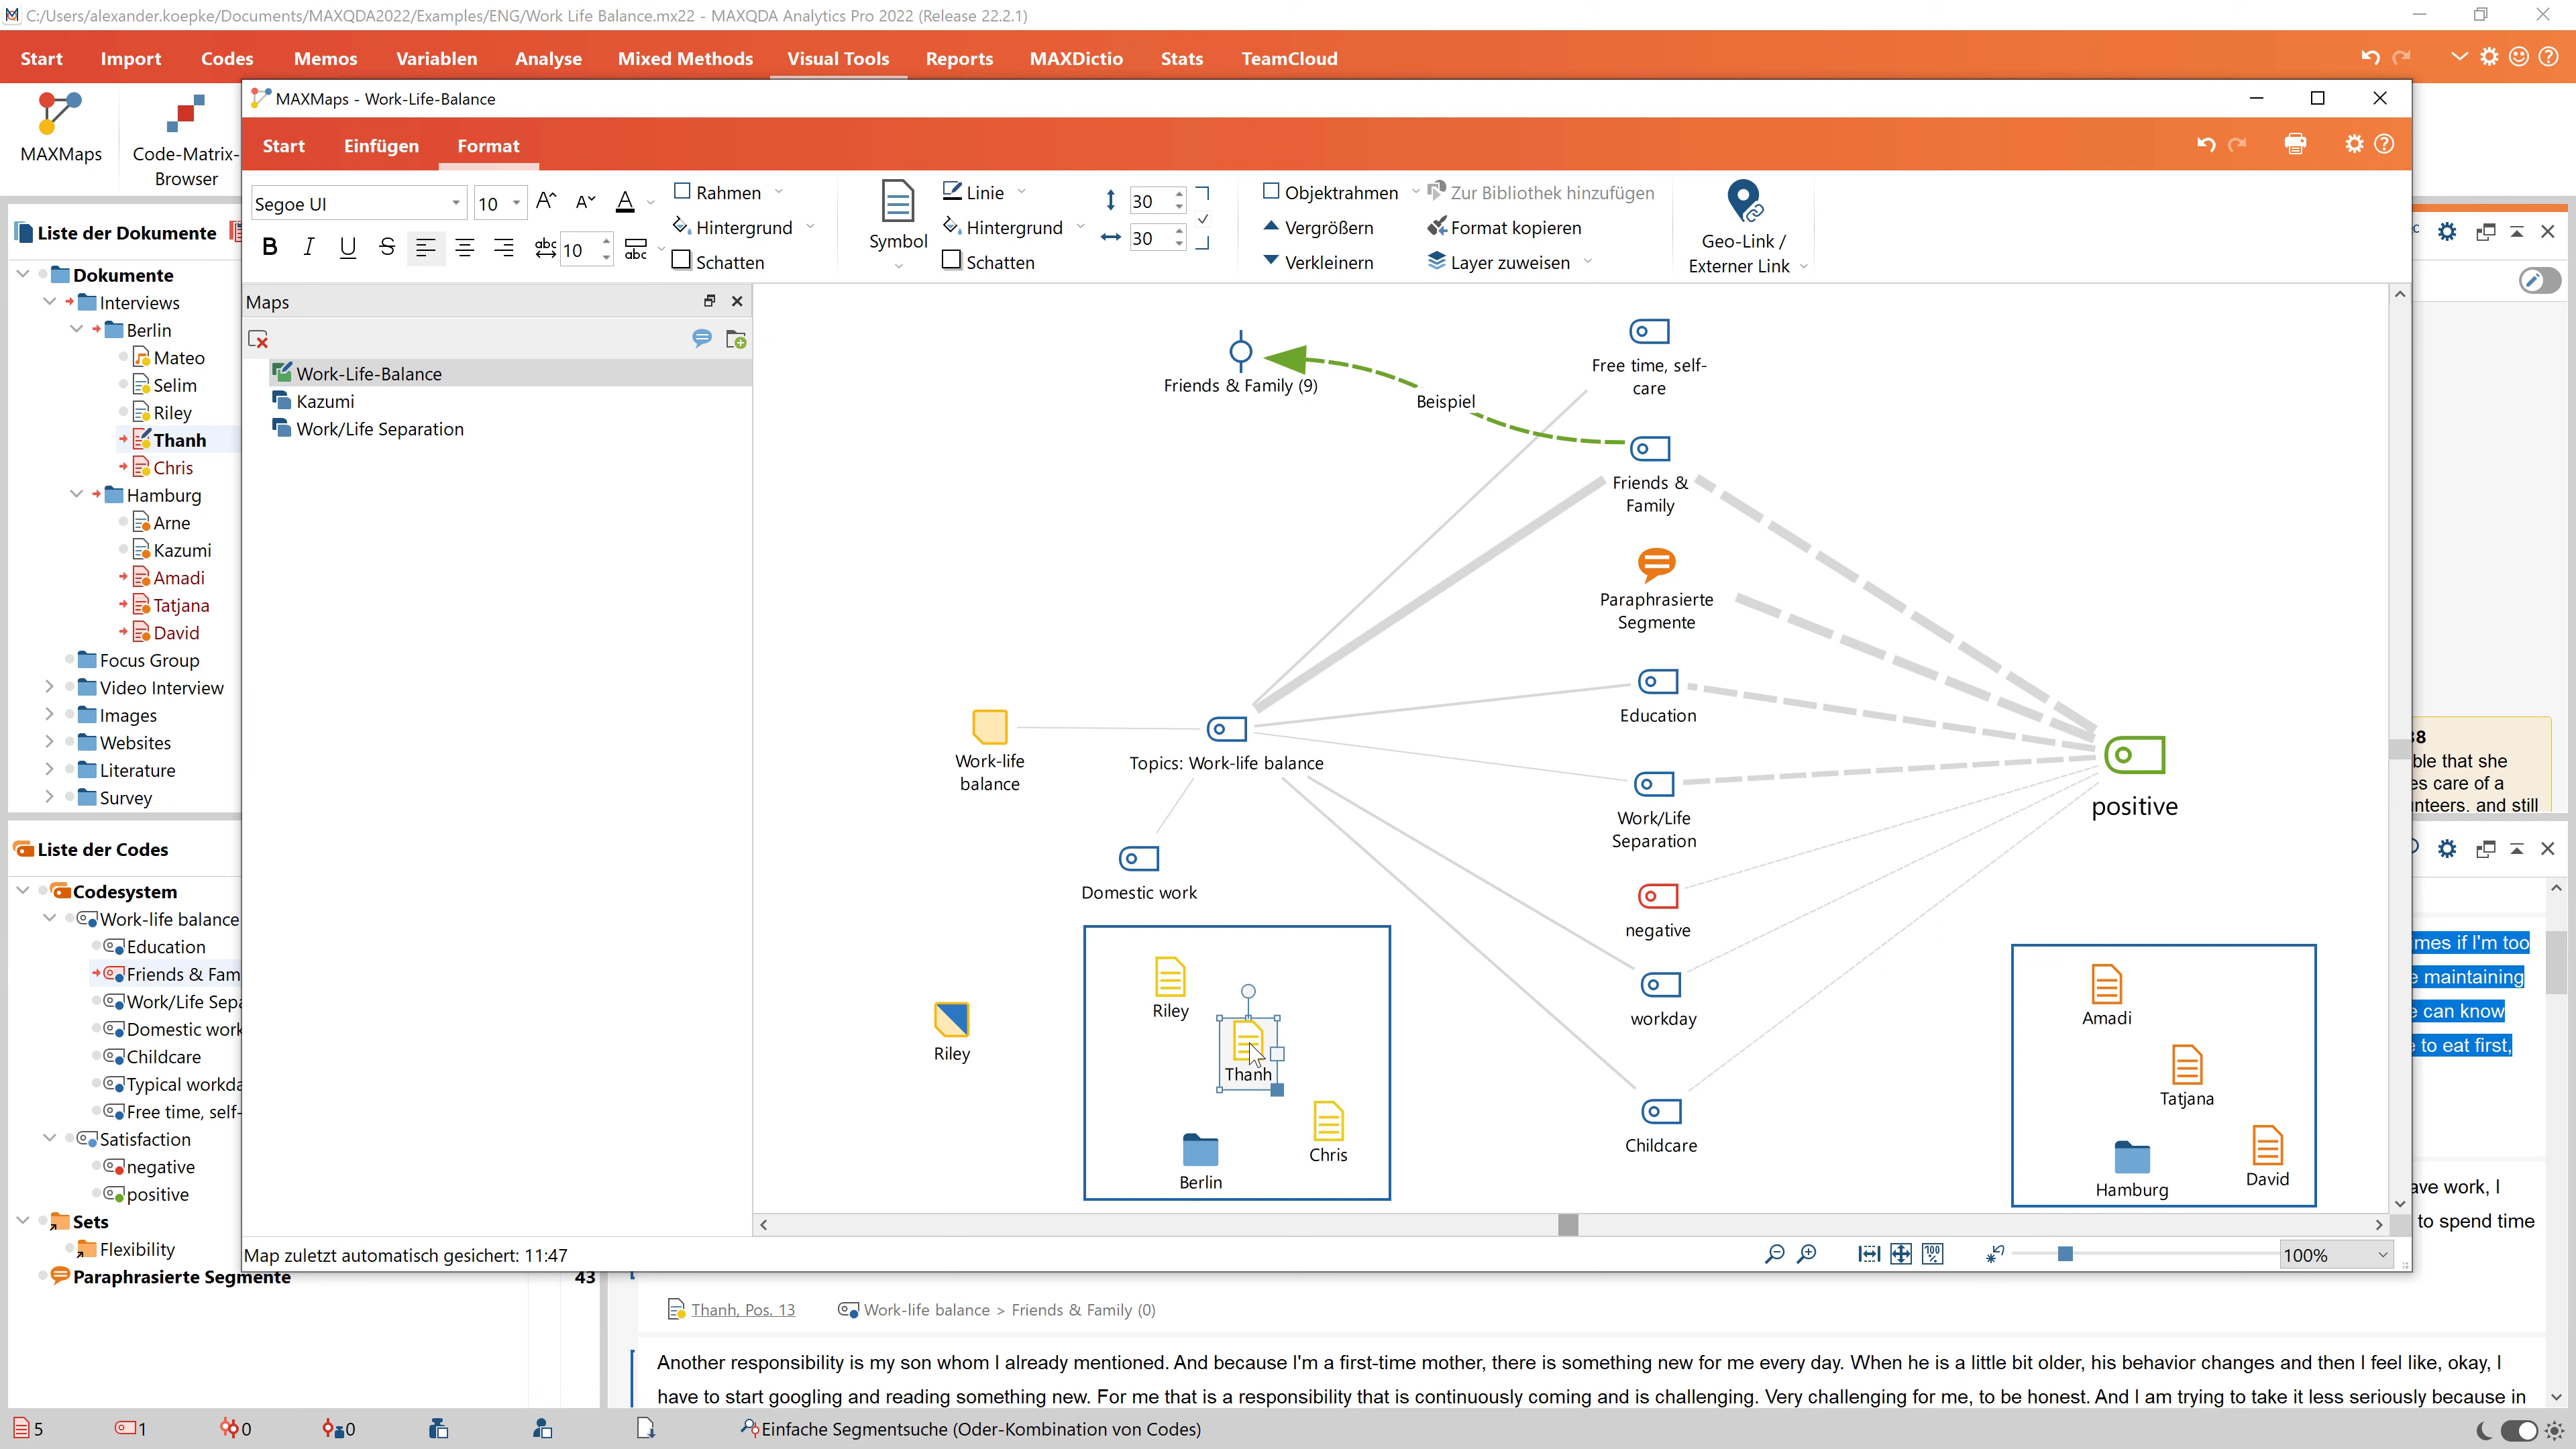 C:/Users/alexander.koepke/Documents/MAXQDA2022/Examples/ENG/Work Life Balance.mx22 - MAXQDA Analytics Pro 2022 (Release 22.2.1)
Start Import Codes Memos Variablen Analyse Mixed Methods Visual Tools Reports MAXDictio Stats TeamCloud
MAXMaps
Code-Matrix-
Browser
MAXMaps - Work-Life-Balance
Start Einfügen Format
Segoe UI 10
Rahmen
Hintergrund
Schatten
10
Symbol
Linie
Hintergrund
Schatten
30
30
Objektrahmen
Vergrößern
Verkleinern
Zur Bibliothek hinzufügen
Format kopieren
Layer zuweisen
Geo-Link /
Externer Link
Liste der Dokumente
Dokumente
Interviews
Berlin
Mateo
Selim
Riley
Thanh
Chris
Hamburg
Arne
Kazumi
Amadi
Tatjana
David
Focus Group
Video Interview
Images
Websites
Literature
Survey
Liste der Codes
Codesystem
Work-life balance
Education
Friends & Fam
Work/Life Sepa
Domestic work
Childcare
Typical workda
Free time, self-
Satisfaction
negative
positive
Sets
Flexibility
Paraphrasierte Segmente 43
Maps
Work-Life-Balance
Kazumi
Work/Life Separation
Friends & Family (9)
Beispiel
Free time, self-
care
Friends &
Family
Paraphrasierte
Segmente
Education
Work-life
balance
Topics: Work-life balance
Work/Life
Separation
positive
Domestic work
negative
workday
Childcare
Riley
Riley
Thanh
Chris
Berlin
Amadi
Tatjana
David
Hamburg
Map zuletzt automatisch gesichert: 11:47
100%
ble that she
es care of a
nteers. and still
mes if I'm too
maintaining
can know
to eat first,
ave work, I
to spend time
Thanh, Pos. 13 Work-life balance > Friends & Family (0)
Another responsibility is my son whom I already mentioned. And because I'm a first-time mother, there is something new for me every day. When he is a little bit older, his behavior changes and then I feel like, okay, I
have to start googling and reading something new. For me that is a responsibility that is continuously coming and is challenging. Very challenging for me, to be honest. And I am trying to take it less seriously because in
5 1 0 0 Einfache Segmentsuche (Oder-Kombination von Codes)